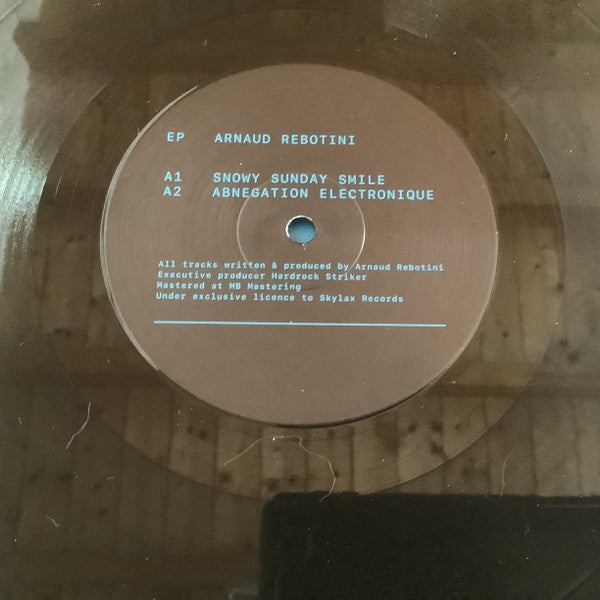 EP ARNAUD REBOTINI
A1 SNOWY SUNDAY SMILE
A2 ABNEGATION ELECTRONIQUE
All tracks written & produced by Arnaud Rebotini
Executive producer Hardrock Striker
Mastered at MB Mastering
Under exclusive licence to Skylax Records